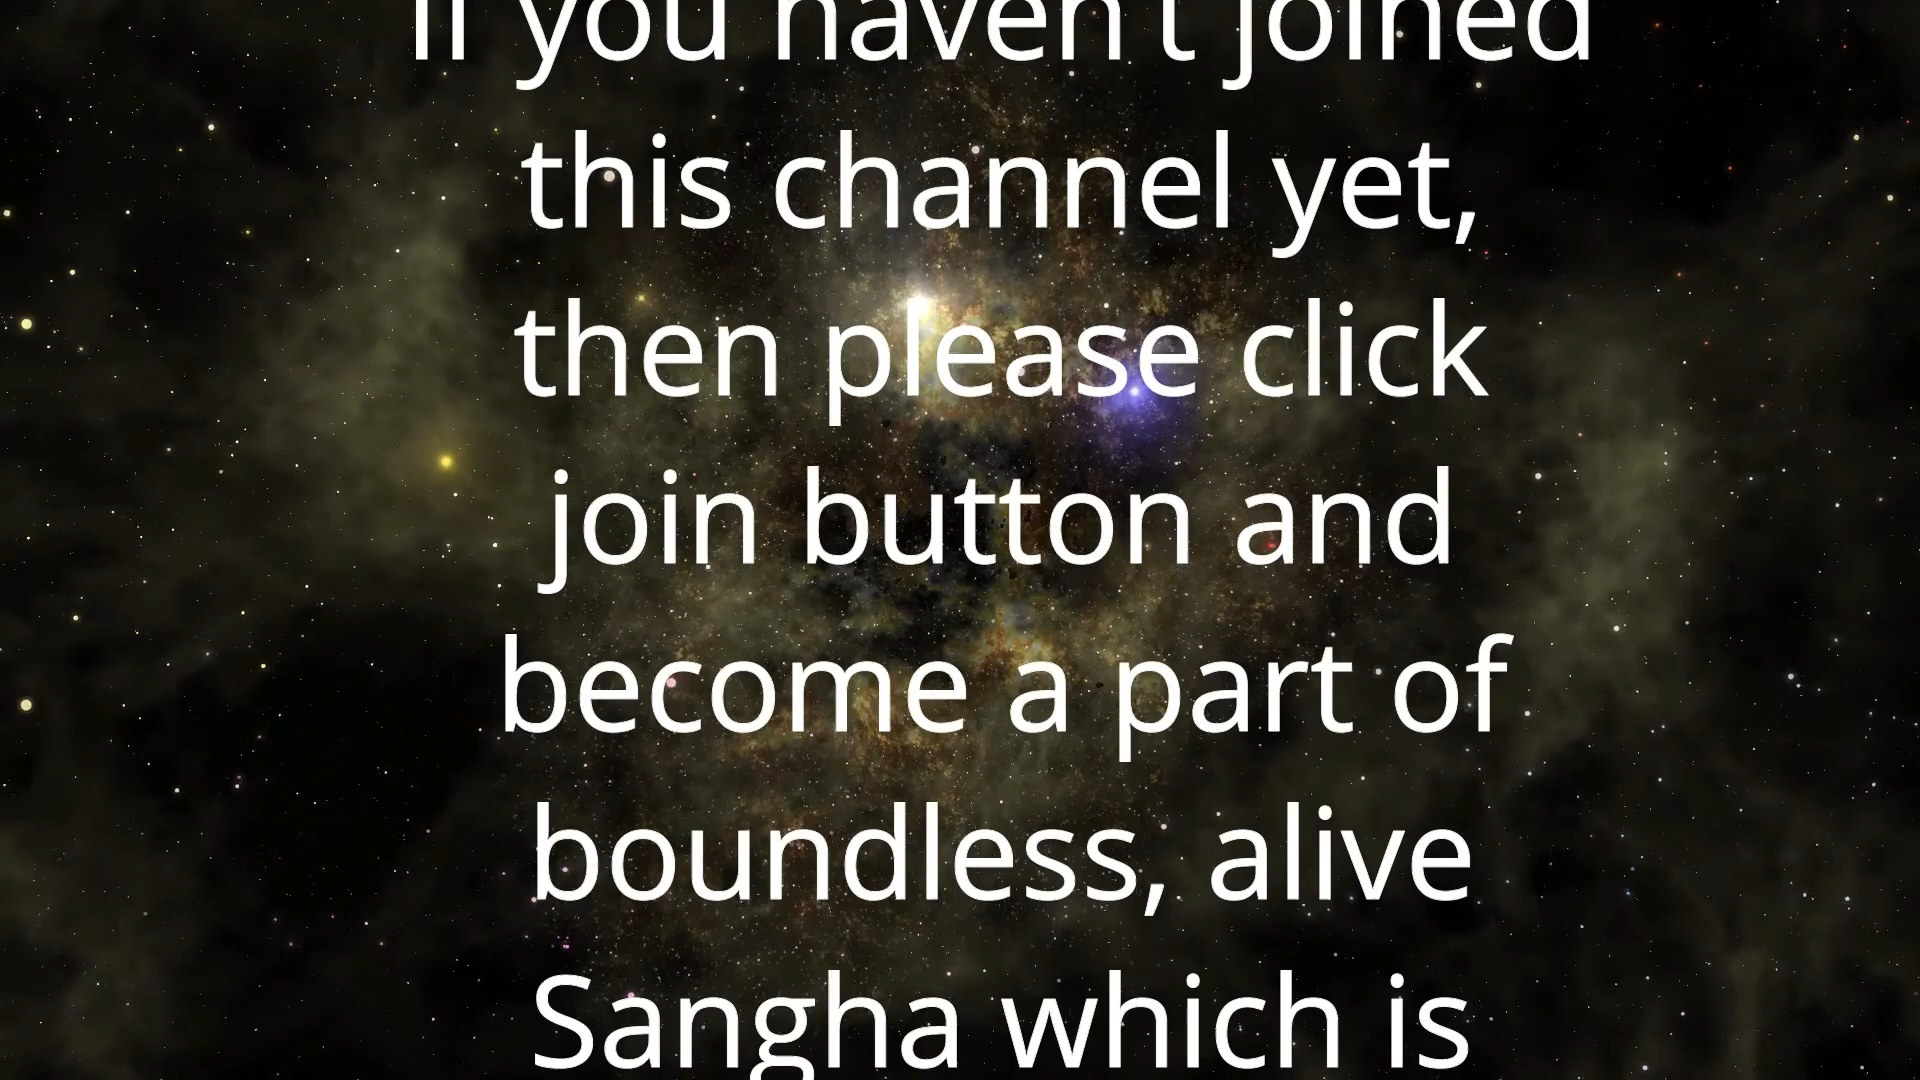 If you haven't joined
this channel yet,
then please click
join button and
become a part of
boundless, alive
Sangha which is